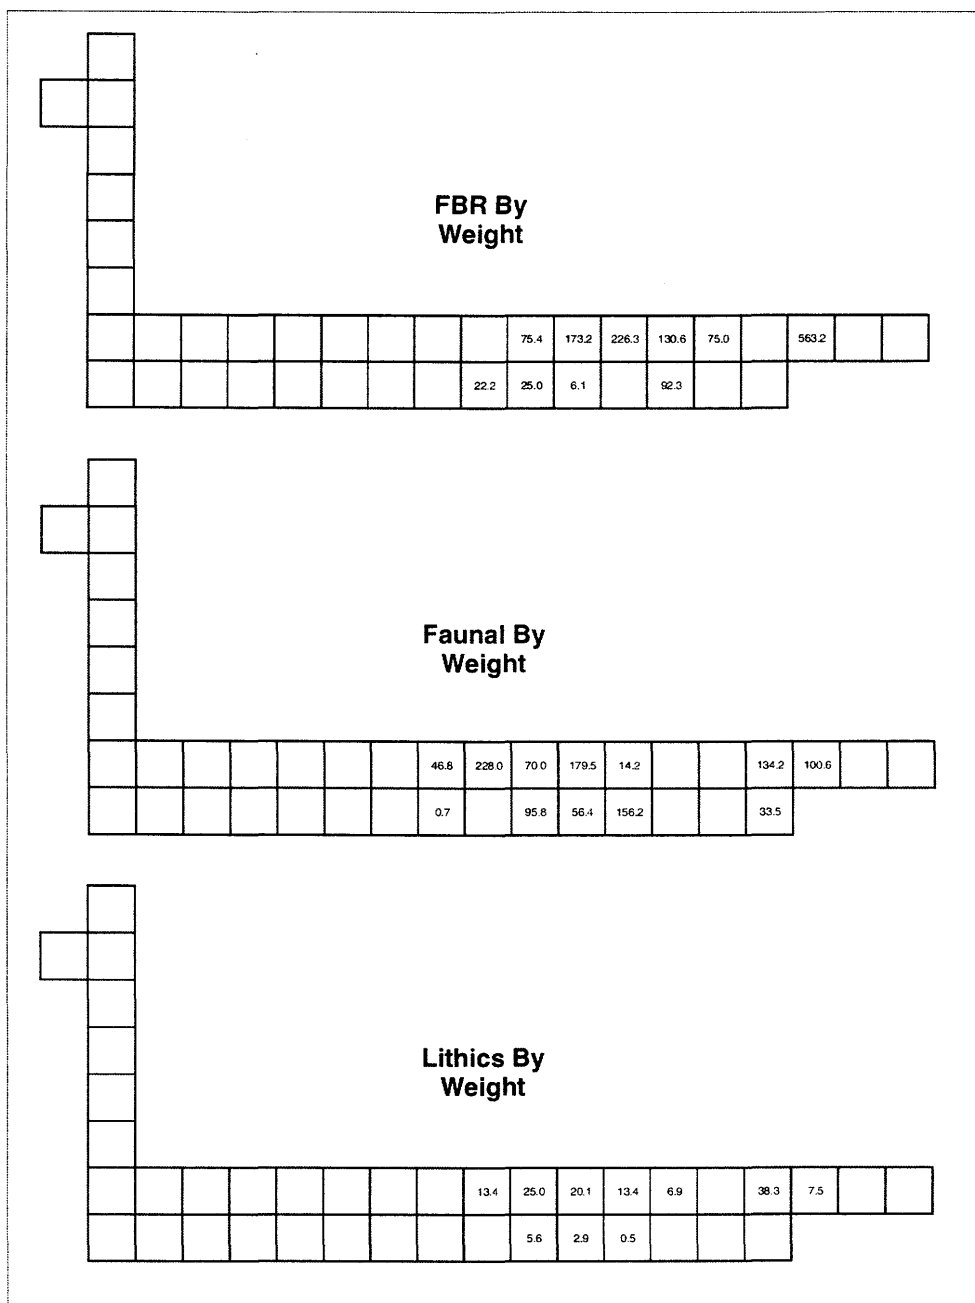 FBR By
Weight
75.4 173.2 226.3 130.6 75.0 563.2
22.2 25.0 6.1 92.3
Faunal By
Weight
46.8 228.0 70.0 179.5 14.2 134.2 100.6
0.7 95.8 56.4 156.2 33.5
Lithics By
Weight
13.4 25.0 20.1 13.4 6.9 38.3 7.5
5.6 2.9 0.5